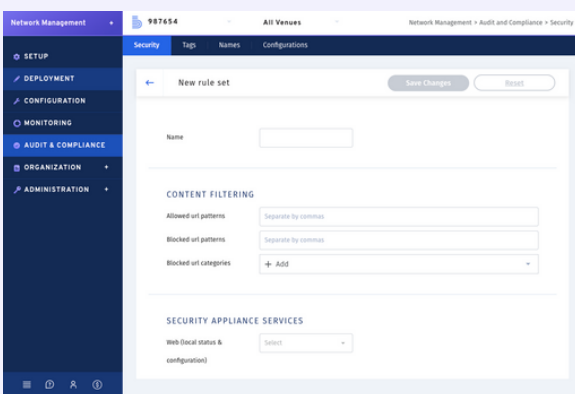 Network Management +
987654
All Venues
Network Management > Audit and Compliance > Security
Security Tags Names Configurations
SETUP
DEPLOYMENT
CONFIGURATION
MONITORING
AUDIT & COMPLIANCE
ORGANIZATION +
ADMINISTRATION +
New rule set
Save Changes
Reset
Name
CONTENT FILTERING
Allowed url patterns
Separate by commas
Blocked url patterns
Separate by commas
Blocked url categories
+ Add
SECURITY APPLIANCE SERVICES
Web (local status &
configuration)
Select